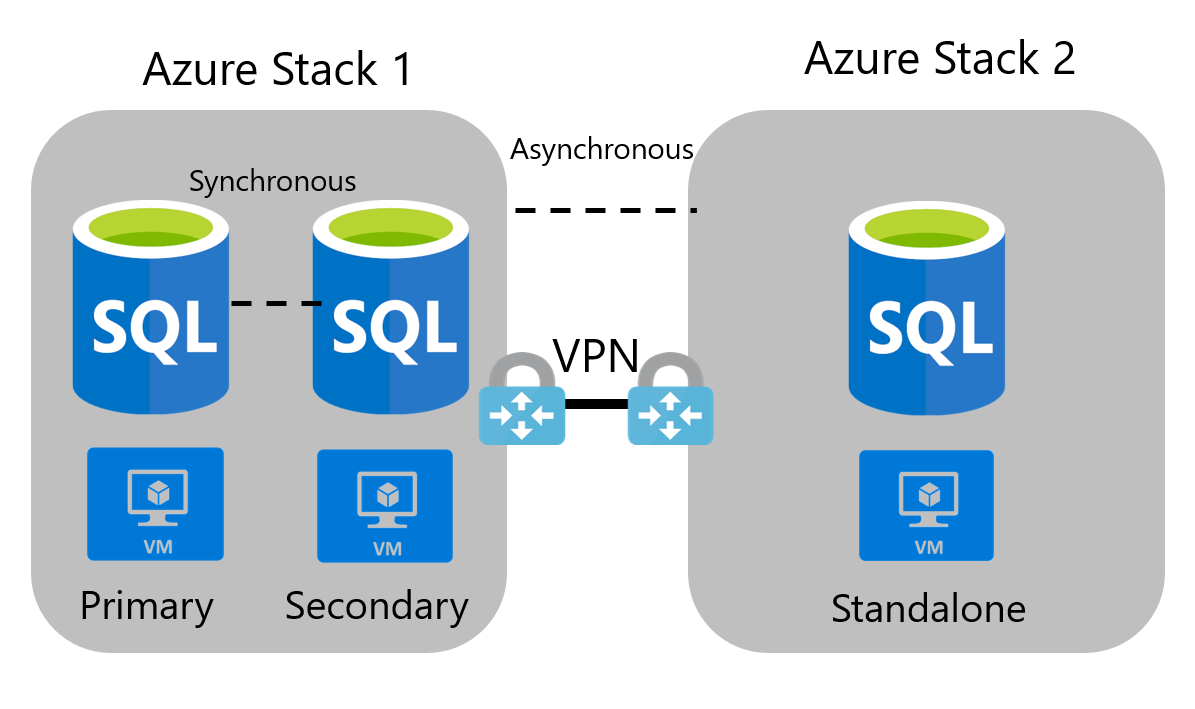 Azure Stack 1
Azure Stack 2
Asynchronous
Synchronous
SQL
SQL
SQL
VPN
VM
VM
VM
Primary
Secondary
Standalone